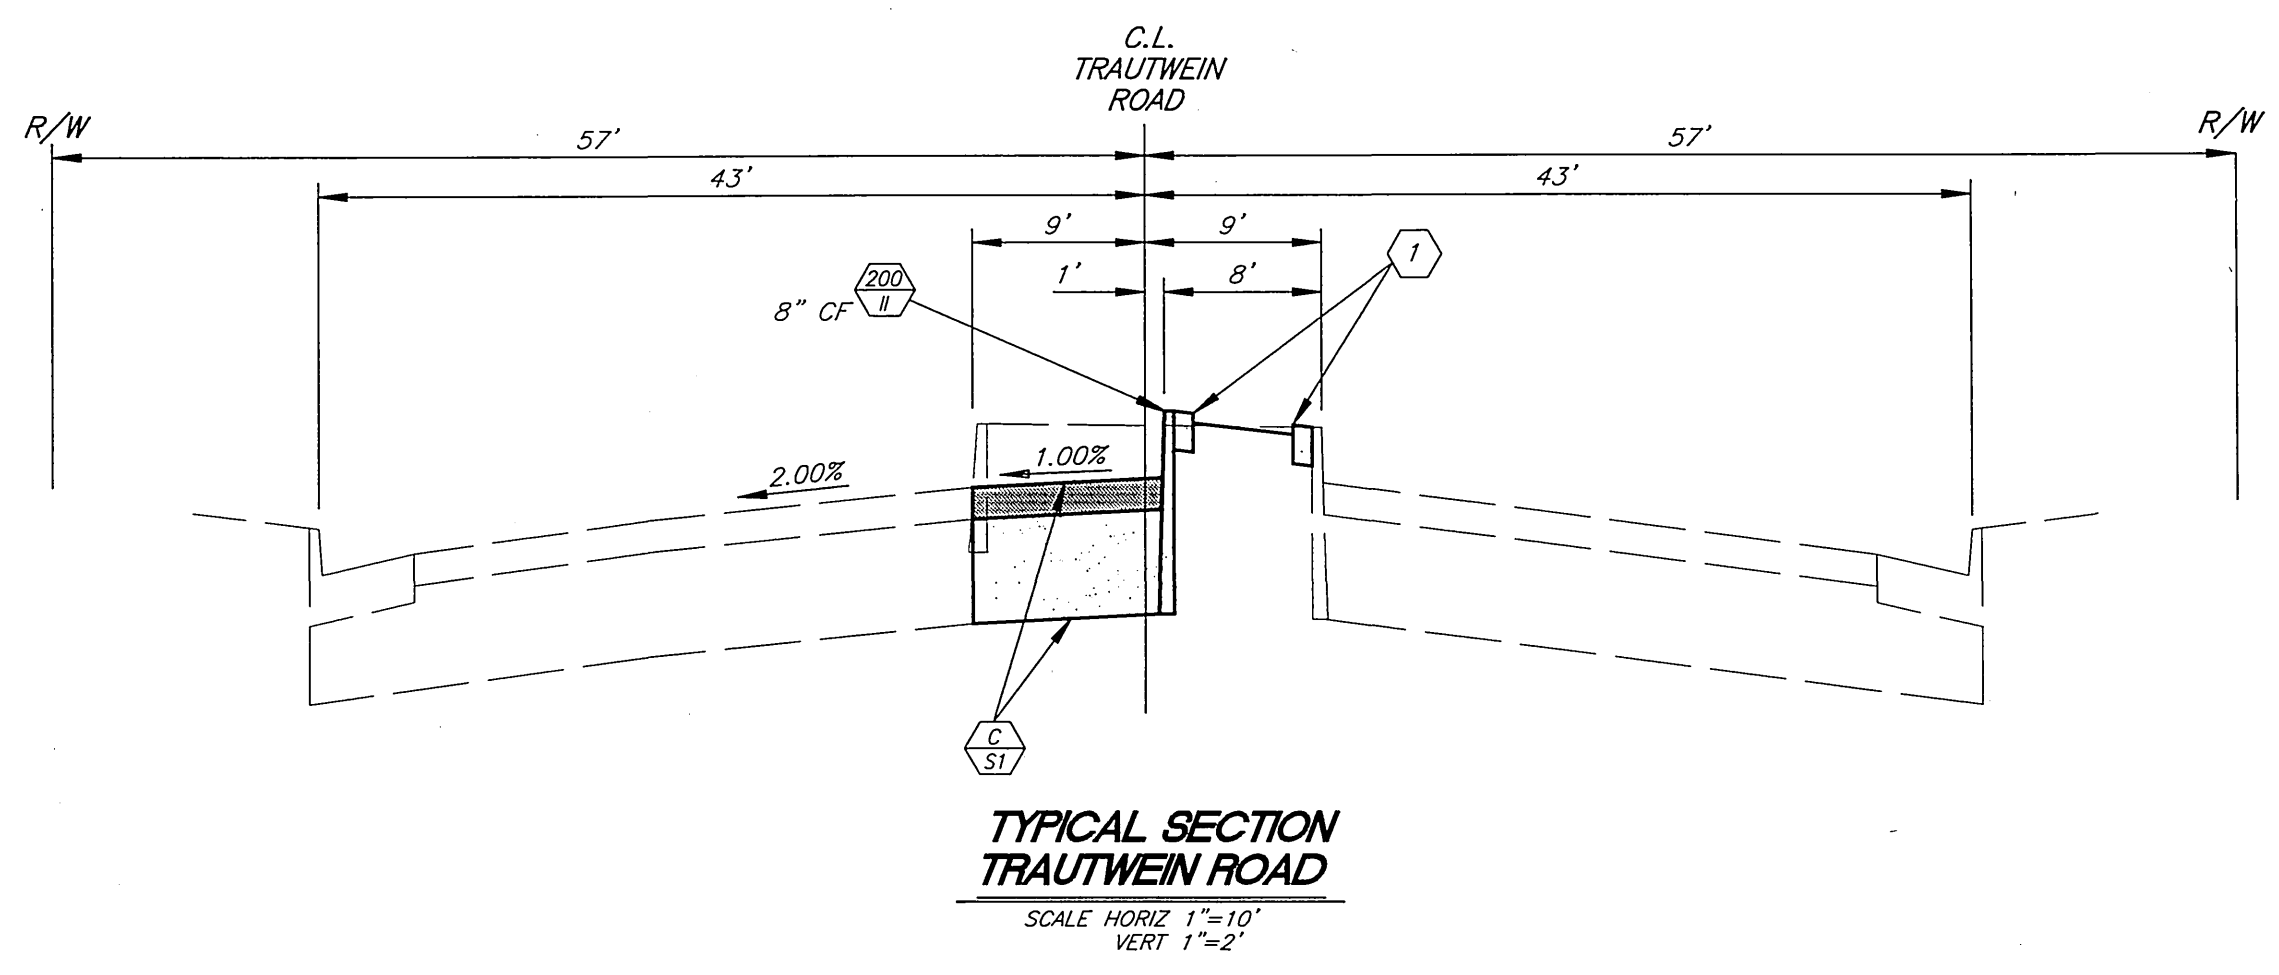 C.L.
TRAUTWEIN
ROAD
R/W
R/W
57'
57'
43'
43'
9'
9'
1'
8'
1
200
II
8" CF
1.00%
2.00%
C
S1
TYPICAL SECTION
TRAUTWEIN ROAD
SCALE HORIZ 1"=10'
VERT 1"=2'